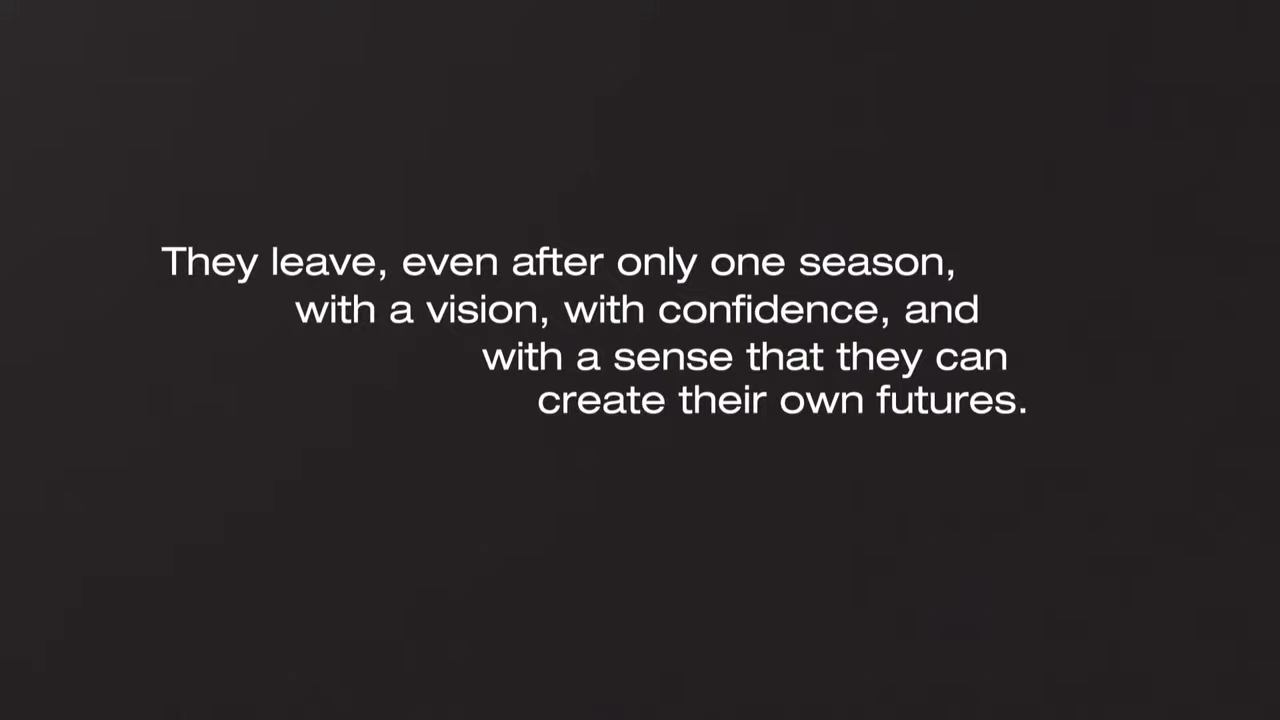 They leave, even after only one season,
with a vision, with confidence, and
with a sense that they can
create their own futures.